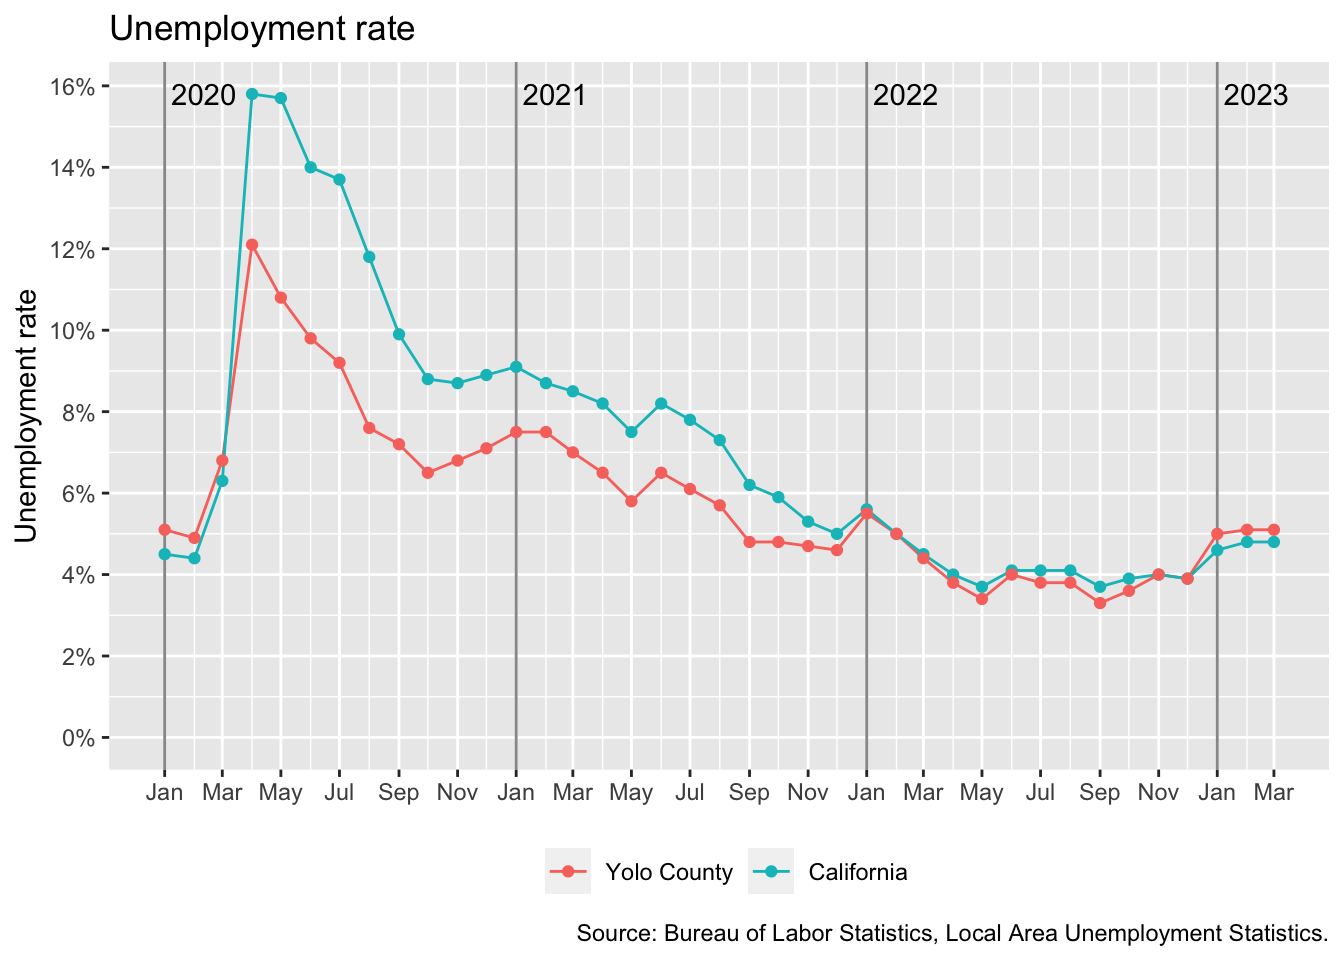 Unemployment rate
Unemployment rate
16%
14%
12%
10%
8%
6%
4%
2%
0%
2020 2021 2022 2023
Jan Mar May Jul Sep Nov Jan Mar May Jul Sep Nov Jan Mar May Jul Sep Nov Jan Mar
Yolo County California
Source: Bureau of Labor Statistics, Local Area Unemployment Statistics.